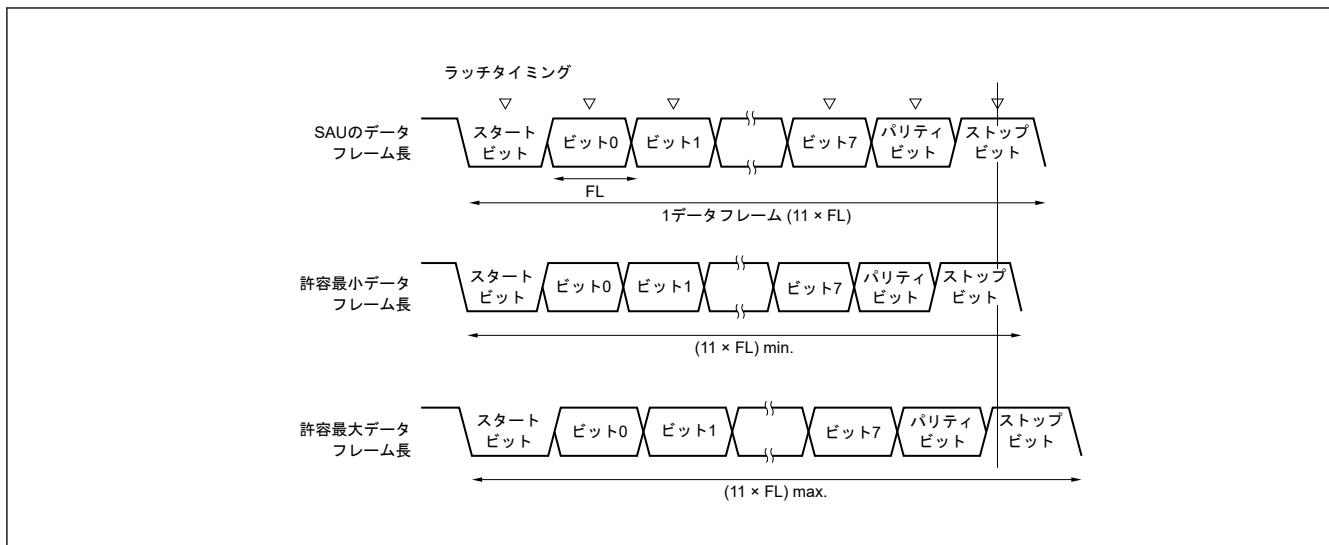 ラッチタイミング
SAUのデータ
フレーム長
スタート
ビット
ビット0
ビット1
ビット7
パリティ
ビット
ストップ
ビット
FL
1データフレーム (11 × FL)
許容最小データ
フレーム長
スタート
ビット
ビット0
ビット1
ビット7
パリティ
ビット
ストップ
ビット
(11 × FL) min.
許容最大データ
フレーム長
スタート
ビット
ビット0
ビット1
ビット7
パリティ
ビット
ストップ
ビット
(11 × FL) max.